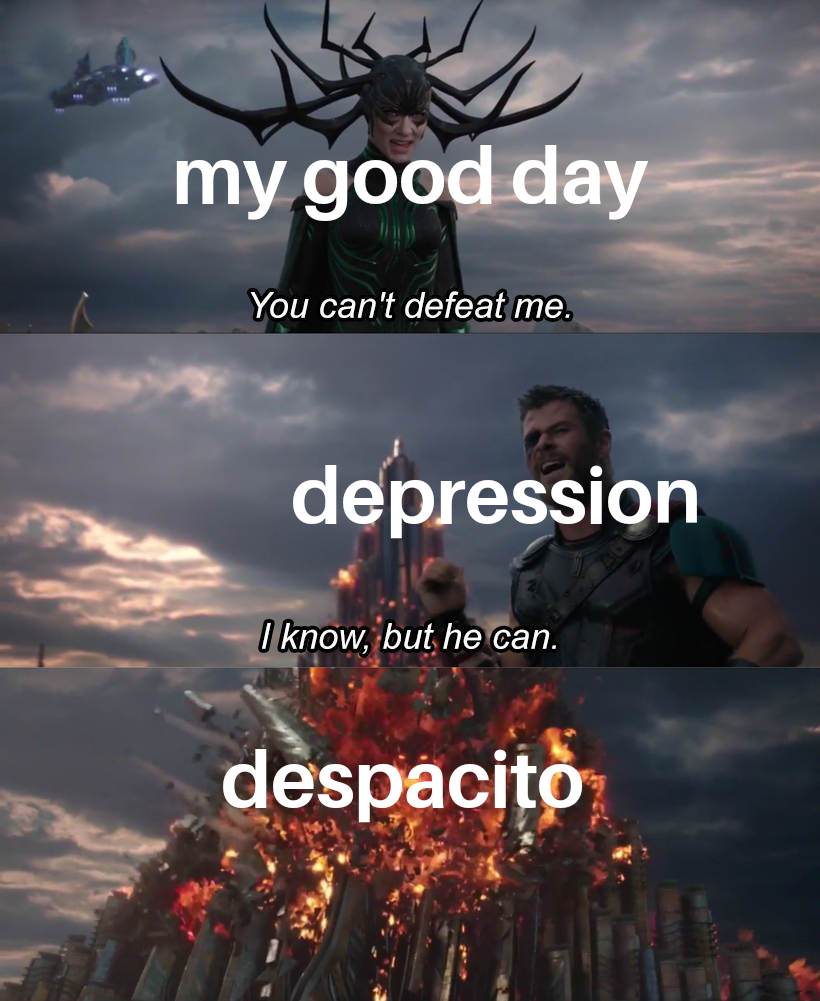 my good day
You can't defeat me.
depression
I know, but he can.
despacito